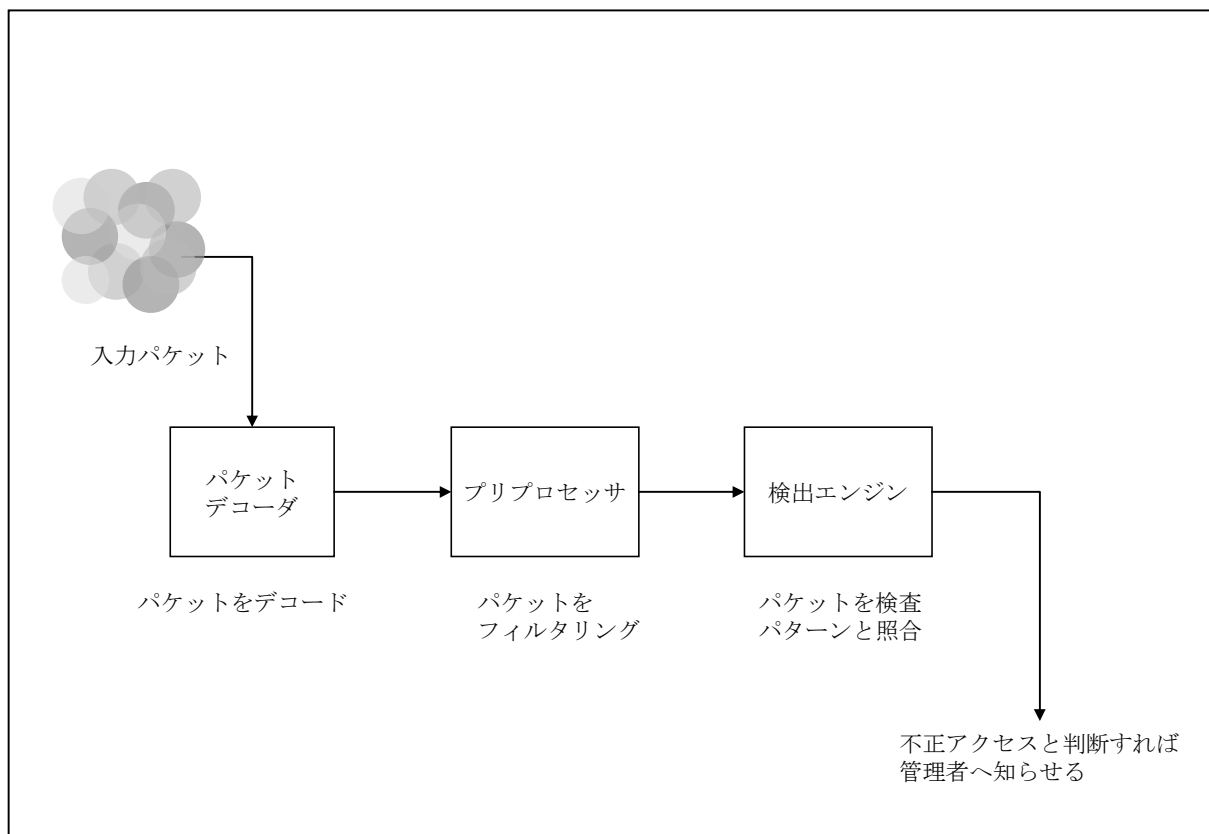 入力パケット
パケット
デコーダ
プリプロセッサ
検出エンジン
パケットをデコード
パケットを
フィルタリング
パケットを検査
パターンと照合
不正アクセスと判断すれば
管理者へ知らせる